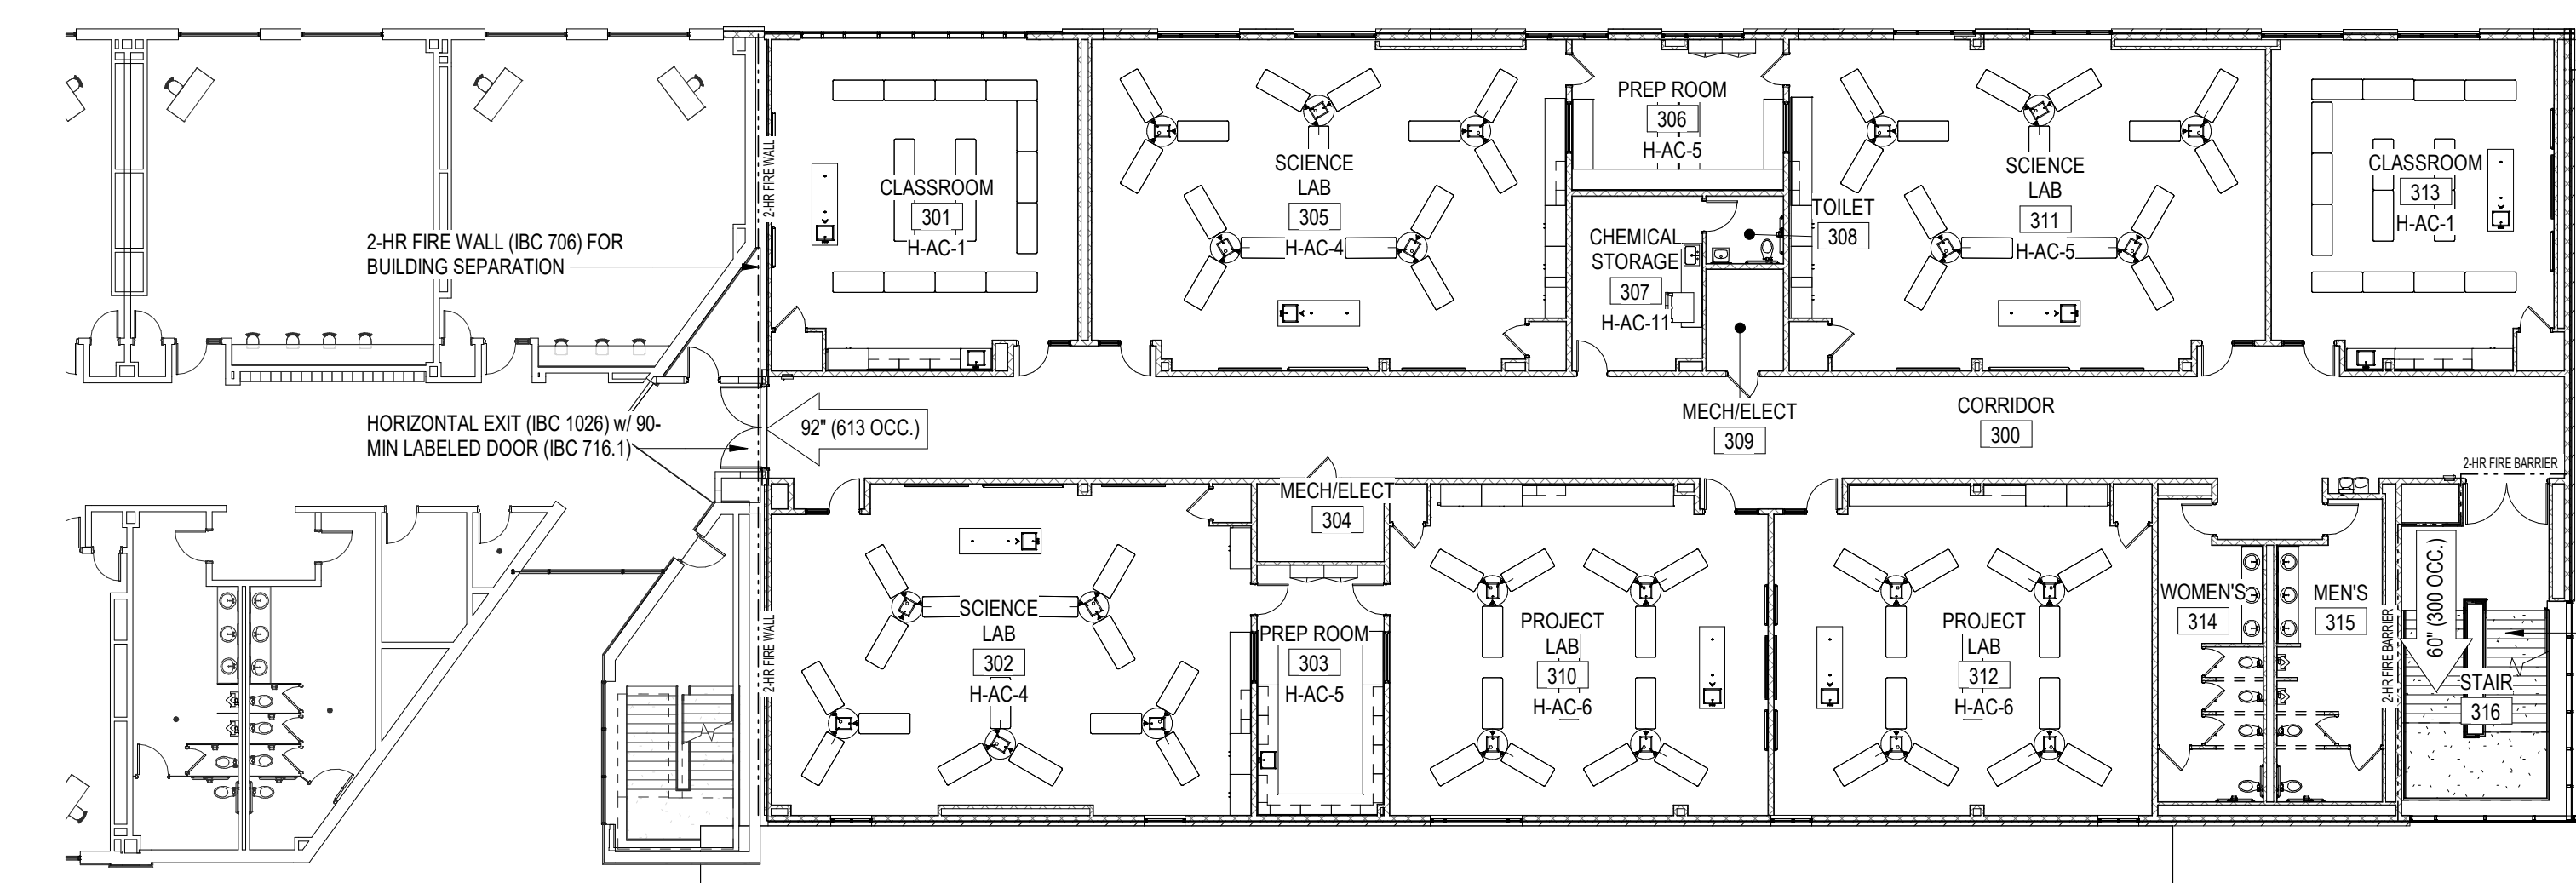 2-HR FIRE WALL (IBC 706) FOR
BUILDING SEPARATION
HORIZONTAL EXIT (IBC 1026) w/ 90-
MIN LABELED DOOR (IBC 716.1)
2-HR FIRE WALL
92" (613 OCC.)
2-HR FIRE WALL
CLASSROOM
301
H-AC-1
SCIENCE
LAB
305
H-AC-4
PREP ROOM
306
H-AC-5
CHEMICAL
STORAGE
307
H-AC-11
TOILET
308
SCIENCE
LAB
311
H-AC-5
CLASSROOM
313
H-AC-1
MECH/ELECT
309
CORRIDOR
300
2-HR FIRE BARRIER
MECH/ELECT
304
SCIENCE
LAB
302
H-AC-4
PREP ROOM
303
H-AC-5
PROJECT
LAB
310
H-AC-6
PROJECT
LAB
312
H-AC-6
WOMEN'S
314
MEN'S
315
2-HR FIRE BARRIER
60" (300 OCC.)
STAIR
316